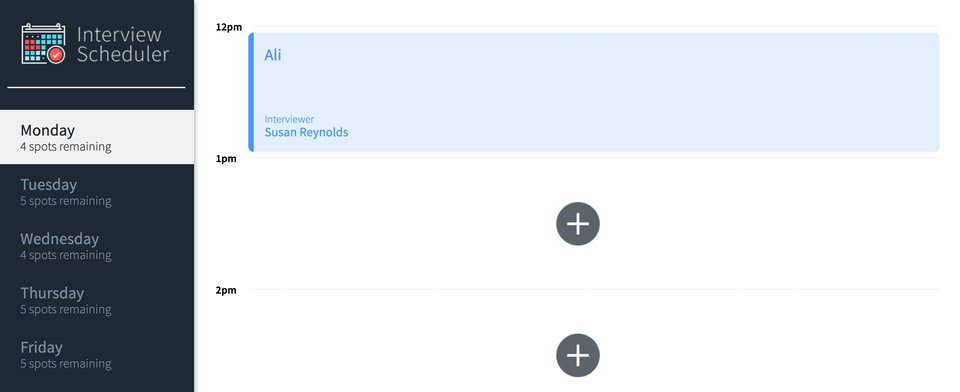 Interview
Scheduler
Monday
4 spots remaining
Tuesday
5 spots remaining
Wednesday
4 spots remaining
Thursday
5 spots remaining
Friday
5 spots remaining
12pm
Ali
Interviewer
Susan Reynolds
1pm
2pm